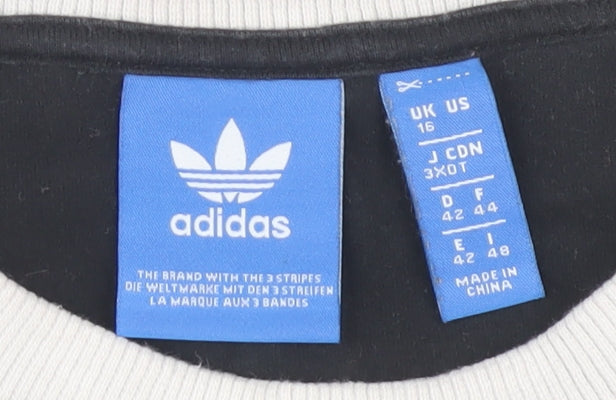 adidas
THE BRAND WITH THE 3 STRIPES
DIE WELTMARKE MIT DEN 3 STREIFEN
LA MARQUE AUX 3 BANDES
UK US
16
J CDN
3XOT
D F
42 44
E I
42 48
MADE IN
CHINA